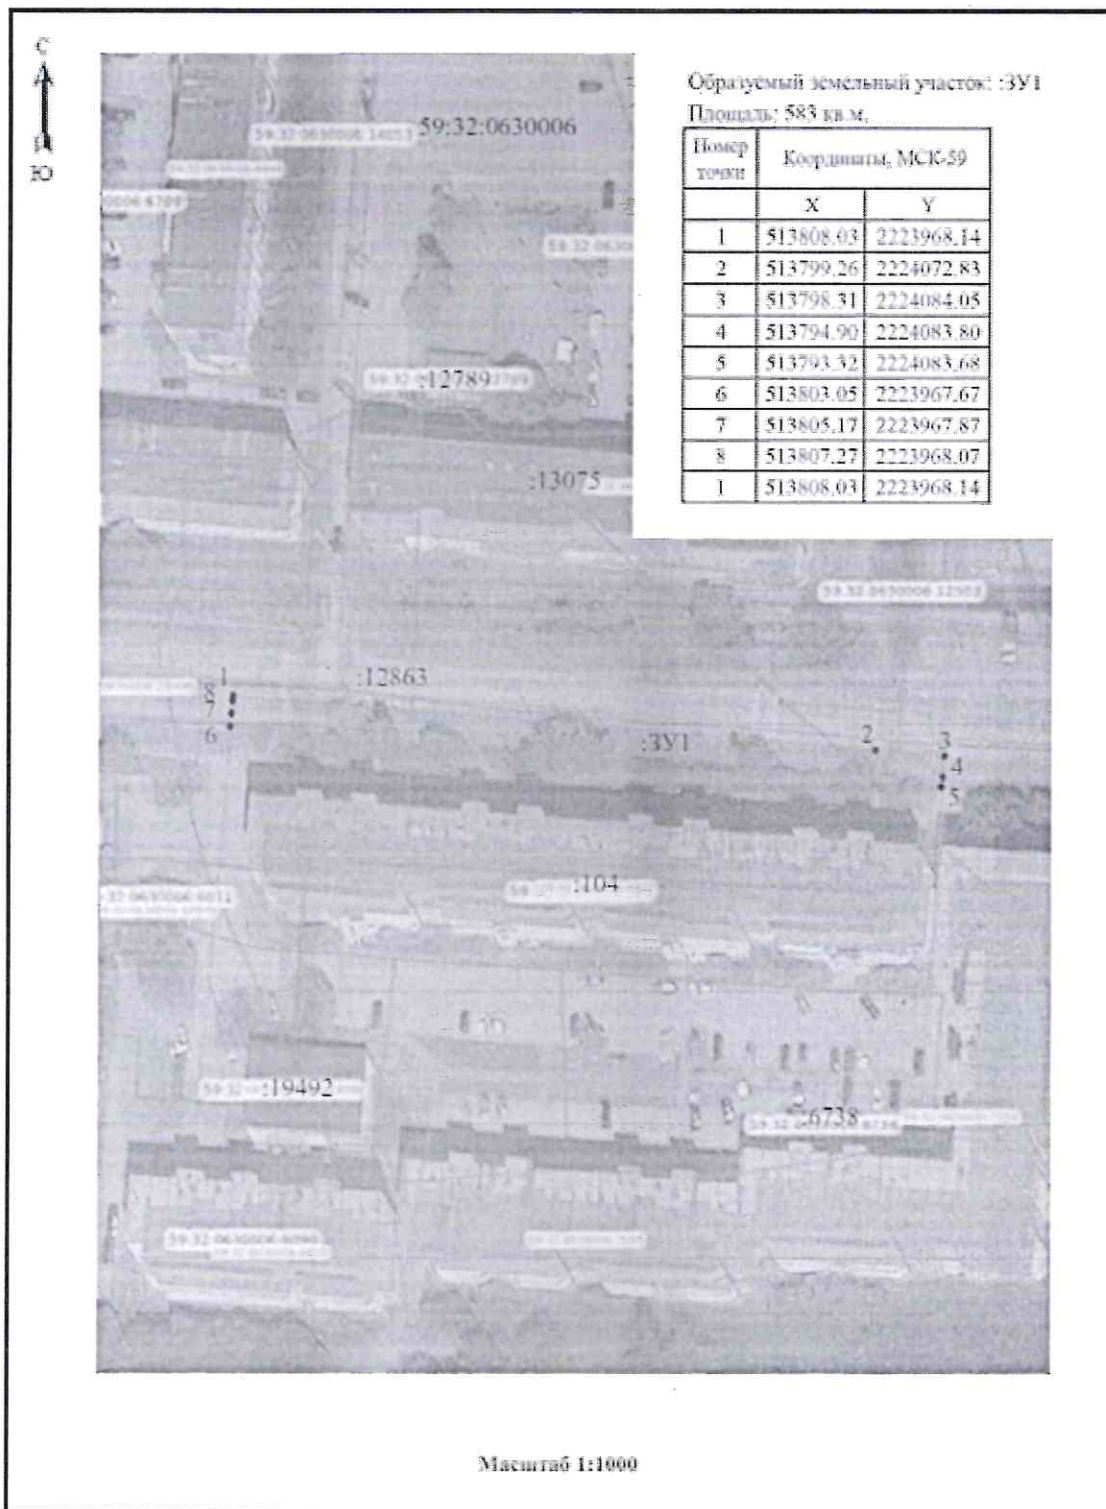 С
Ю
Образуемый земельный участок: :ЗУ1
Площадь: 583 кв.м.
Номер точки Координаты, МСК-59
X Y
1 513808.03 2223968.14
2 513799.26 2224072.83
3 513798.31 2224084.05
4 513794.90 2224083.80
5 513793.32 2224083.68
6 513803.05 2223967.67
7 513805.17 2223967.87
8 513807.27 2223968.07
1 513808.03 2223968.14
59:32:0630006
:12789
:13075
:12863
1
8
7
6
:ЗУ1
2
3
4
5
:104
:19492
:6738
Масштаб 1:1000